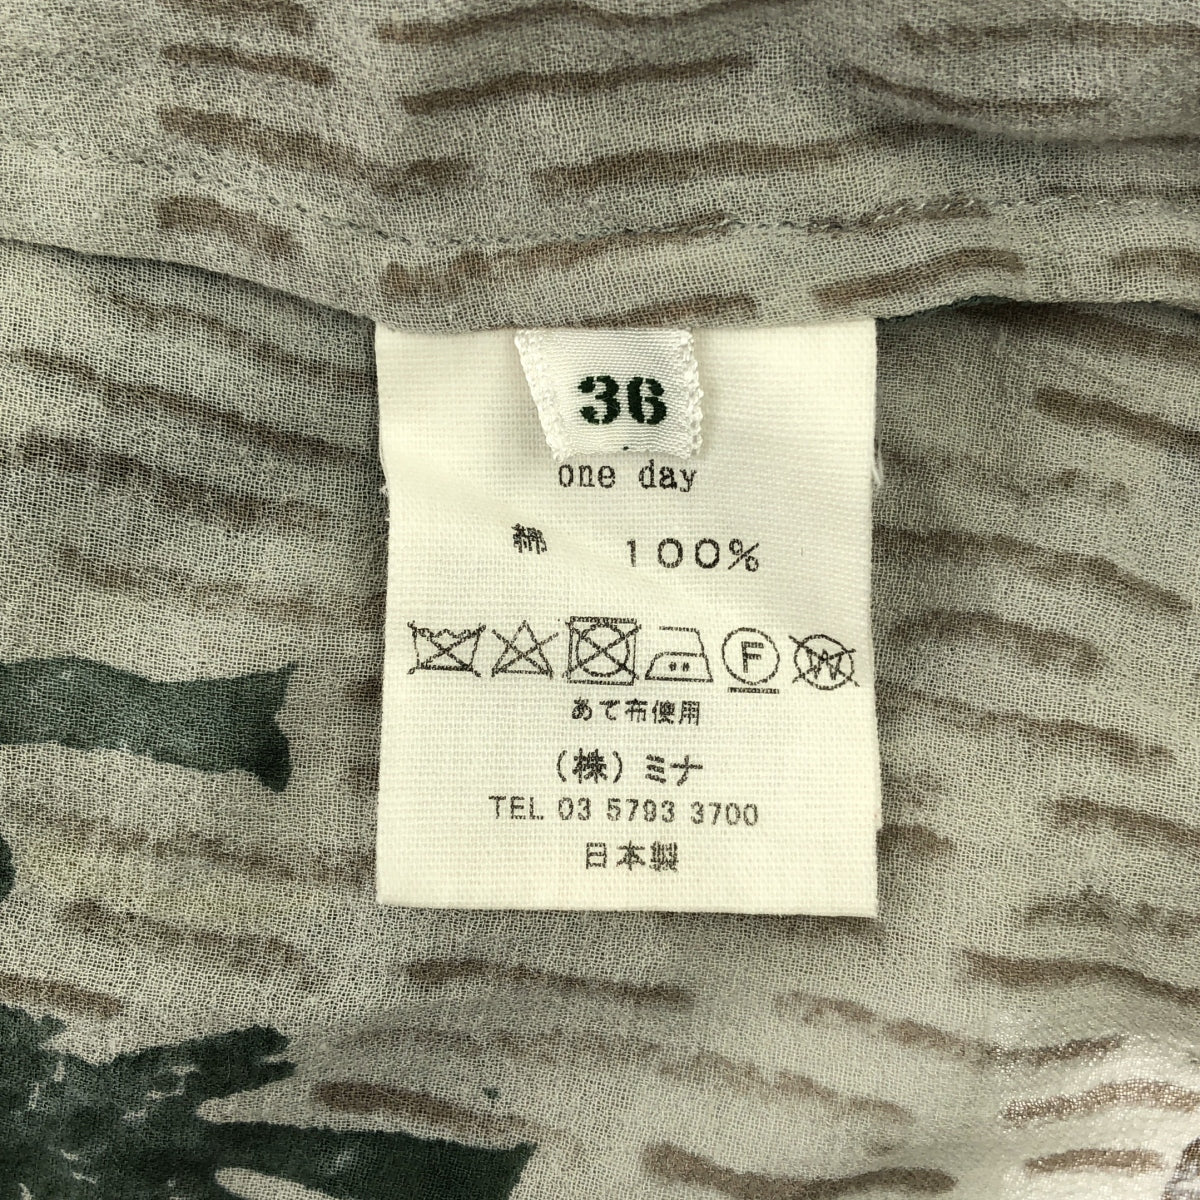 36
one day
綿 100%
F W
あて布使用
(株)ミナ
TEL 03 5793 3700
日本製